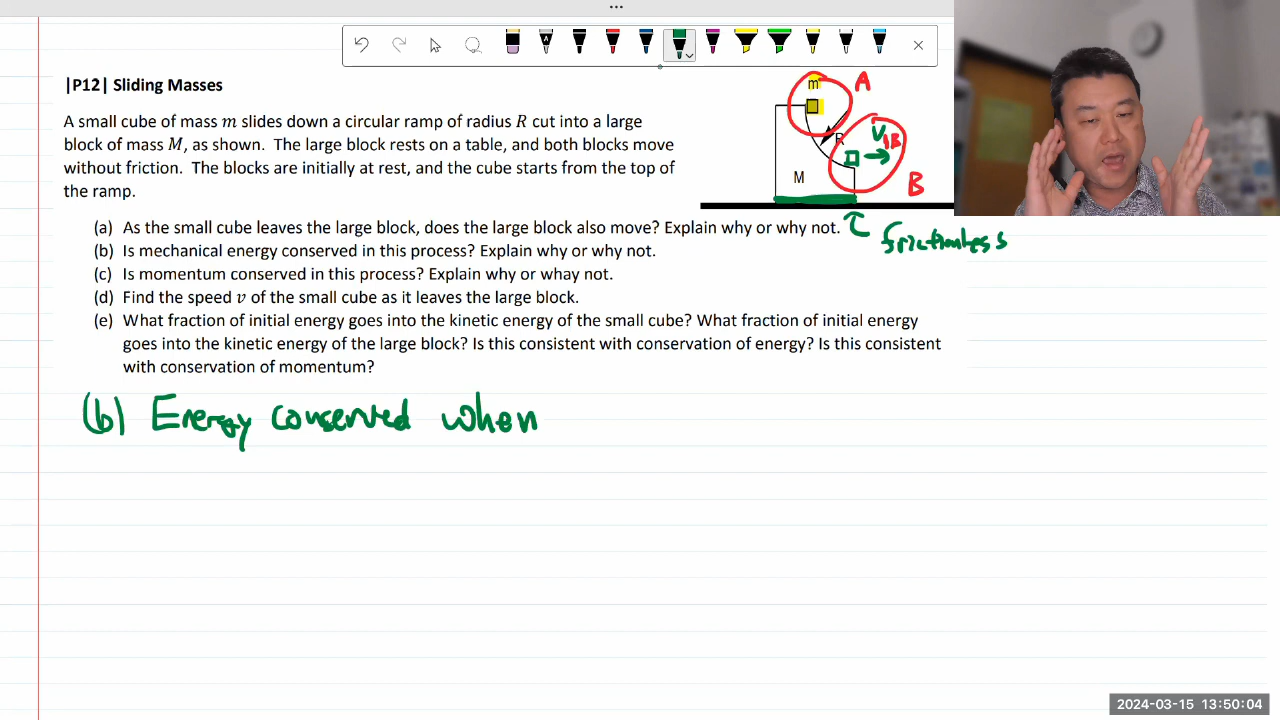 |P12| Sliding Masses
A small cube of mass m slides down a circular ramp of radius R cut into a large
block of mass M, as shown. The large block rests on a table, and both blocks move
without friction. The blocks are initially at rest, and the cube starts from the top of
the ramp.
m
A
R
V1B
M
B
frictionless
(a) As the small cube leaves the large block, does the large block also move? Explain why or why not.
(b) Is mechanical energy conserved in this process? Explain why or why not.
(c) Is momentum conserved in this process? Explain why or whay not.
(d) Find the speed v of the small cube as it leaves the large block.
(e) What fraction of initial energy goes into the kinetic energy of the small cube? What fraction of initial energy
goes into the kinetic energy of the large block? Is this consistent with conservation of energy? Is this consistent
with conservation of momentum?
(b) Energy conserved when
2024-03-15 13:50:04